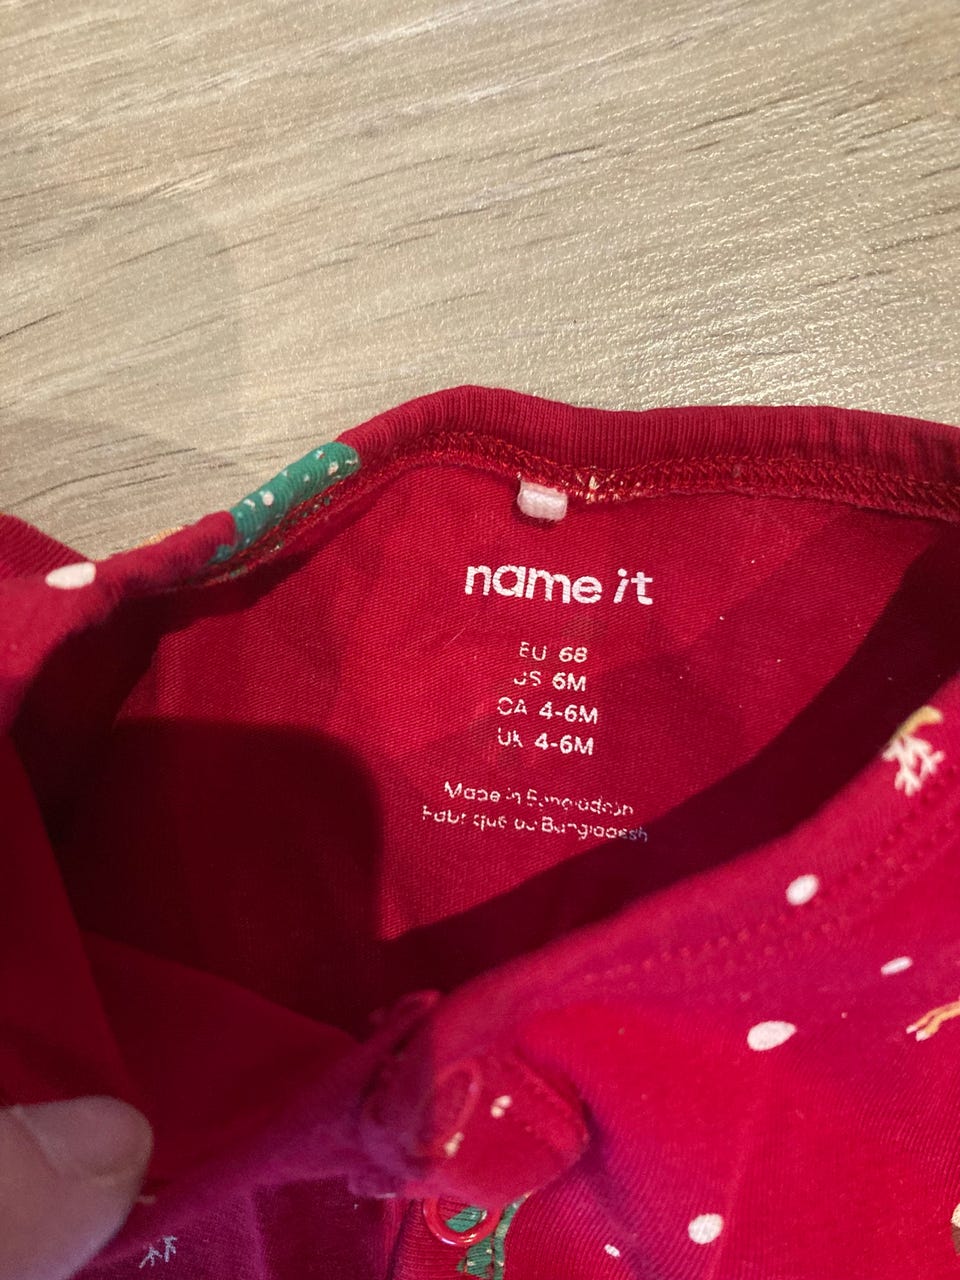 name it
EU 68
US 6M
CA 4-6M
UK 4-6M
Made in Bangladesh
Fabriqué au Bangladesh